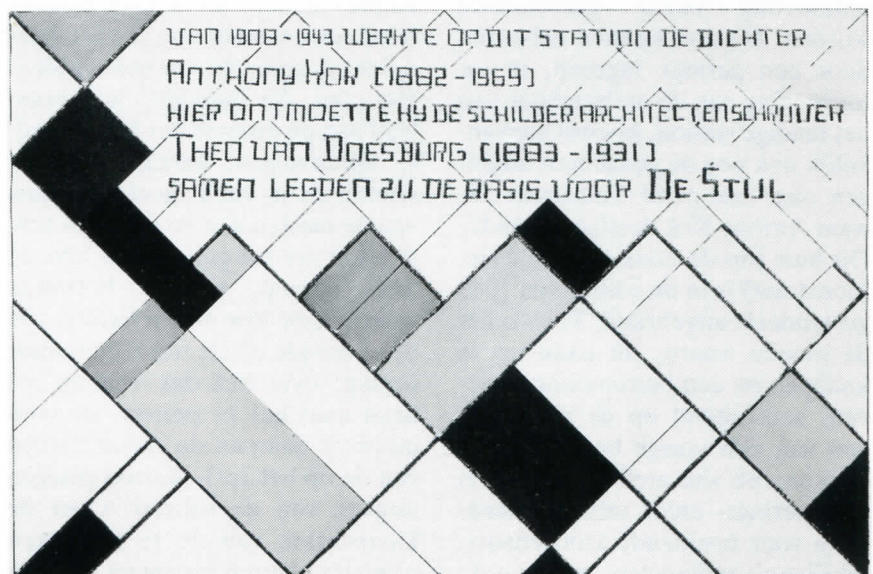 VAN 1908-1943 WERKTE OP DIT STATION DE DICHTER
ANTHONY KOK (1882-1969)
HIER ONTMOETTE HY DE SCHILDER, ARCHITECT, EN SCHRIJVER
THEO VAN DOESBURG (1883-1931)
SAMEN LEGDEN ZIJ DE BASIS VOOR DE STIJL